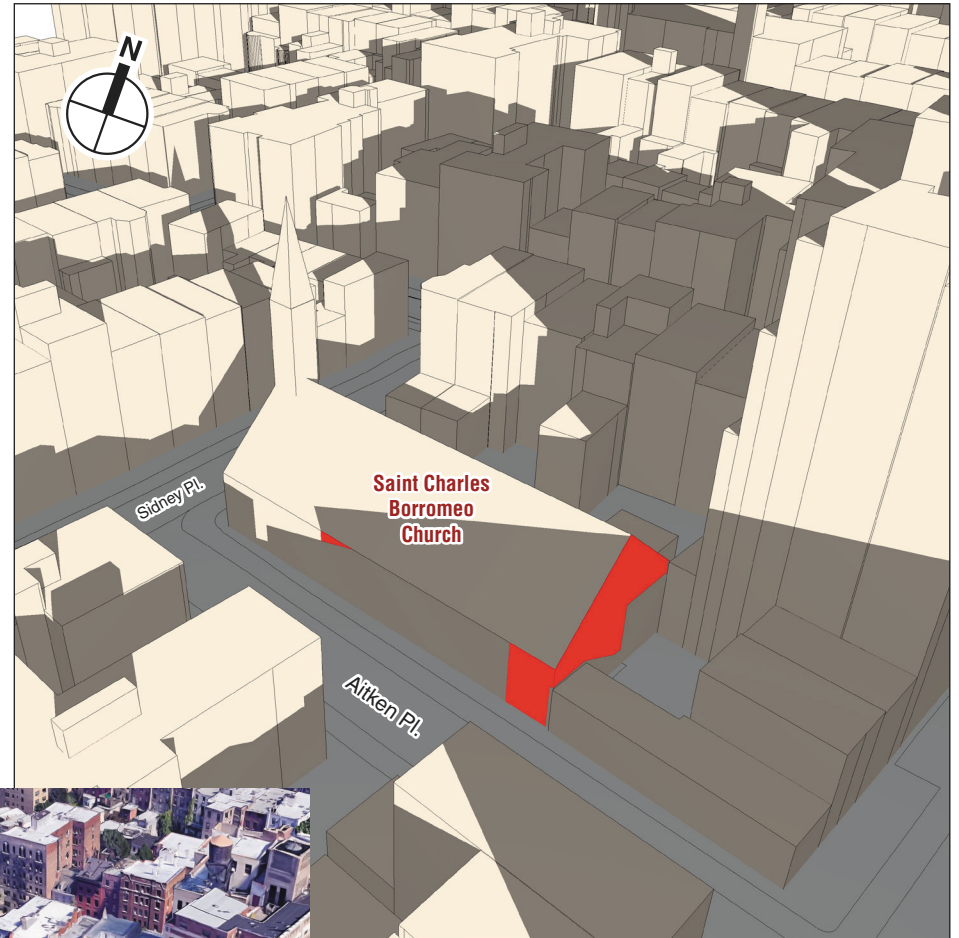 N
Sidney Pl.
Saint Charles
Borromeo
Church
Aitken Pl.